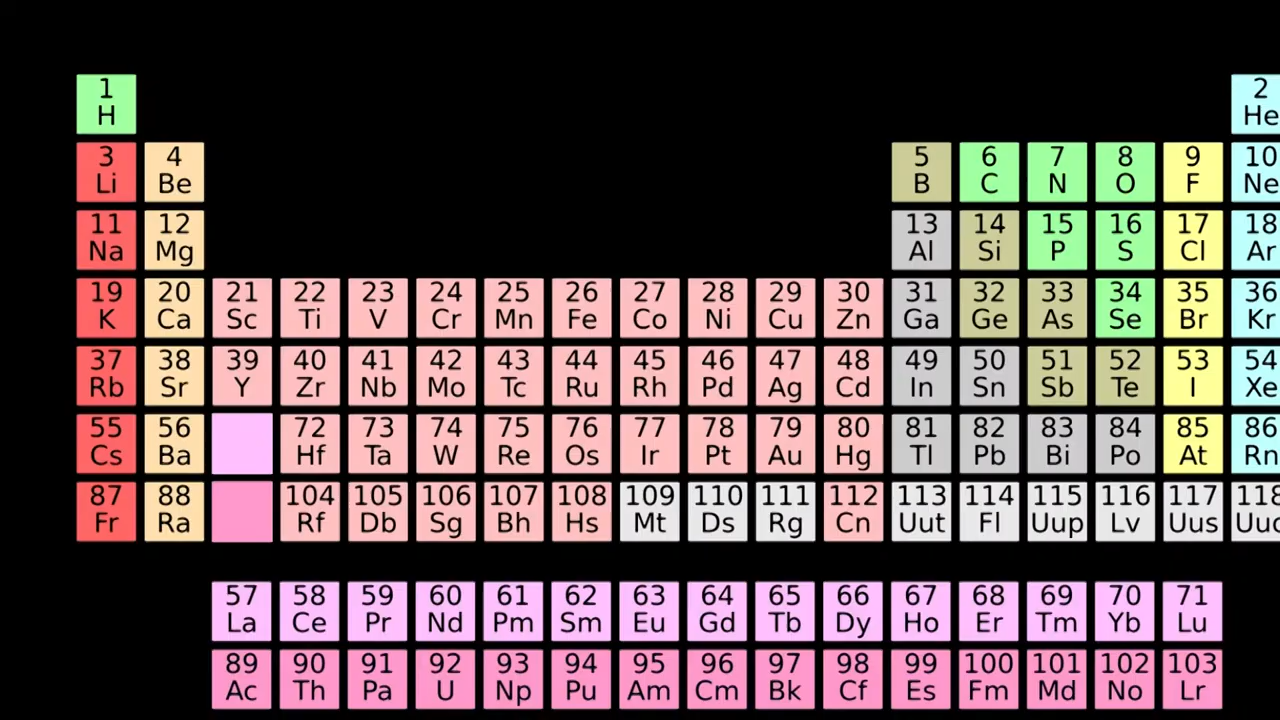 1 2
H He
3 4 5 6 7 8 9 10
Li Be B C N O F Ne
11 12 13 14 15 16 17 18
Na Mg Al Si P S Cl Ar
19 20 21 22 23 24 25 26 27 28 29 30 31 32 33 34 35 36
K Ca Sc Ti V Cr Mn Fe Co Ni Cu Zn Ga Ge As Se Br Kr
37 38 39 40 41 42 43 44 45 46 47 48 49 50 51 52 53 54
Rb Sr Y Zr Nb Mo Tc Ru Rh Pd Ag Cd In Sn Sb Te I Xe
55 56 72 73 74 75 76 77 78 79 80 81 82 83 84 85 86
Cs Ba Hf Ta W Re Os Ir Pt Au Hg Tl Pb Bi Po At Rn
87 88 104 105 106 107 108 109 110 111 112 113 114 115 116 117 118
Fr Ra Rf Db Sg Bh Hs Mt Ds Rg Cn Uut Fl Uup Lv Uus
57 58 59 60 61 62 63 64 65 66 67 68 69 70 71
La Ce Pr Nd Pm Sm Eu Gd Tb Dy Ho Er Tm Yb Lu
89 90 91 92 93 94 95 96 97 98 99 100 101 102 103
Ac Th Pa U Np Pu Am Cm Bk Cf Es Fm Md No Lr